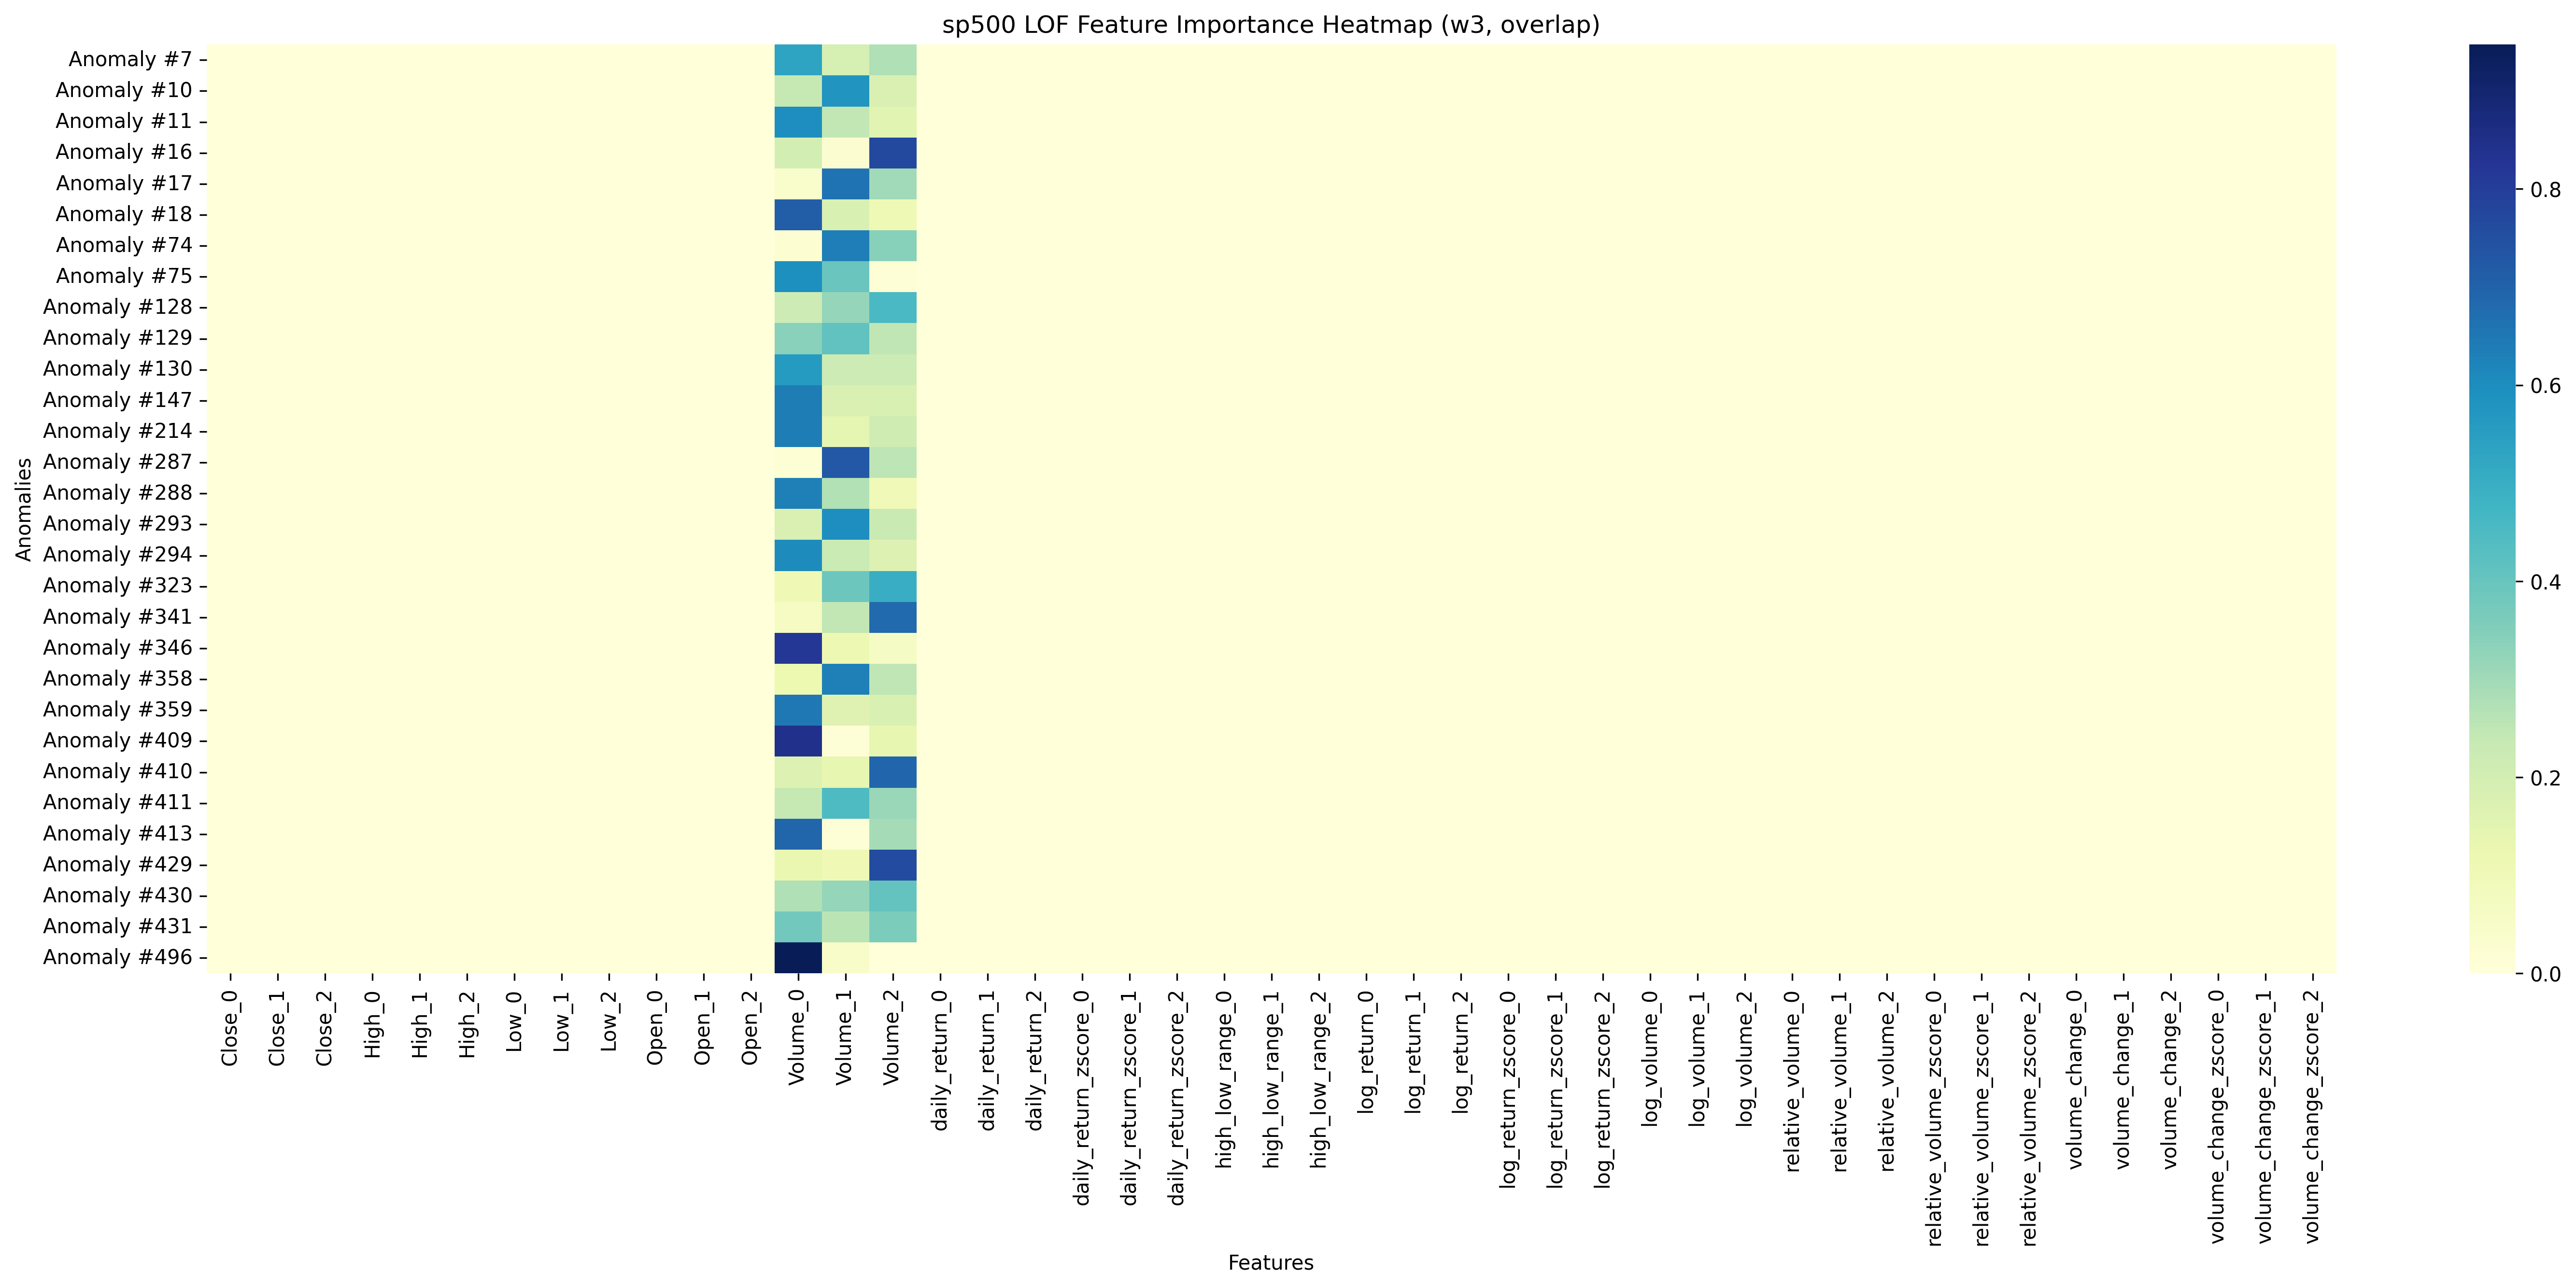 sp500 LOF Feature Importance Heatmap (w3, overlap)
Anomalies
Anomaly #7
Anomaly #10
Anomaly #11
Anomaly #16
Anomaly #17
Anomaly #18
Anomaly #74
Anomaly #75
Anomaly #128
Anomaly #129
Anomaly #130
Anomaly #147
Anomaly #214
Anomaly #287
Anomaly #288
Anomaly #293
Anomaly #294
Anomaly #323
Anomaly #341
Anomaly #346
Anomaly #358
Anomaly #359
Anomaly #409
Anomaly #410
Anomaly #411
Anomaly #413
Anomaly #429
Anomaly #430
Anomaly #431
Anomaly #496
Close_0
Close_1
Close_2
High_0
High_1
High_2
Low_0
Low_1
Low_2
Open_0
Open_1
Open_2
Volume_0
Volume_1
Volume_2
daily_return_0
daily_return_1
daily_return_2
daily_return_zscore_0
daily_return_zscore_1
daily_return_zscore_2
high_low_range_0
high_low_range_1
high_low_range_2
log_return_0
log_return_1
log_return_2
log_return_zscore_0
log_return_zscore_1
log_return_zscore_2
log_volume_0
log_volume_1
log_volume_2
relative_volume_0
relative_volume_1
relative_volume_2
relative_volume_zscore_0
relative_volume_zscore_1
relative_volume_zscore_2
volume_change_0
volume_change_1
volume_change_2
volume_change_zscore_0
volume_change_zscore_1
volume_change_zscore_2
Features
0.8
0.6
0.4
0.2
0.0